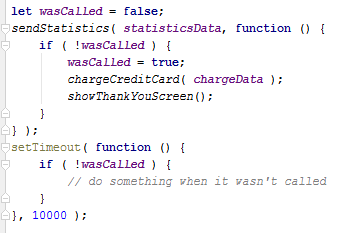 let wasCalled = false;
sendStatistics( statisticsData, function () {
    if ( !wasCalled ) {
        wasCalled = true;
        chargeCreditCard( chargeData );
        showThankYouScreen();
    }
} );
setTimeout( function () {
    if ( !wasCalled ) {
        // do something when it wasn't called
    }
}, 10000 );